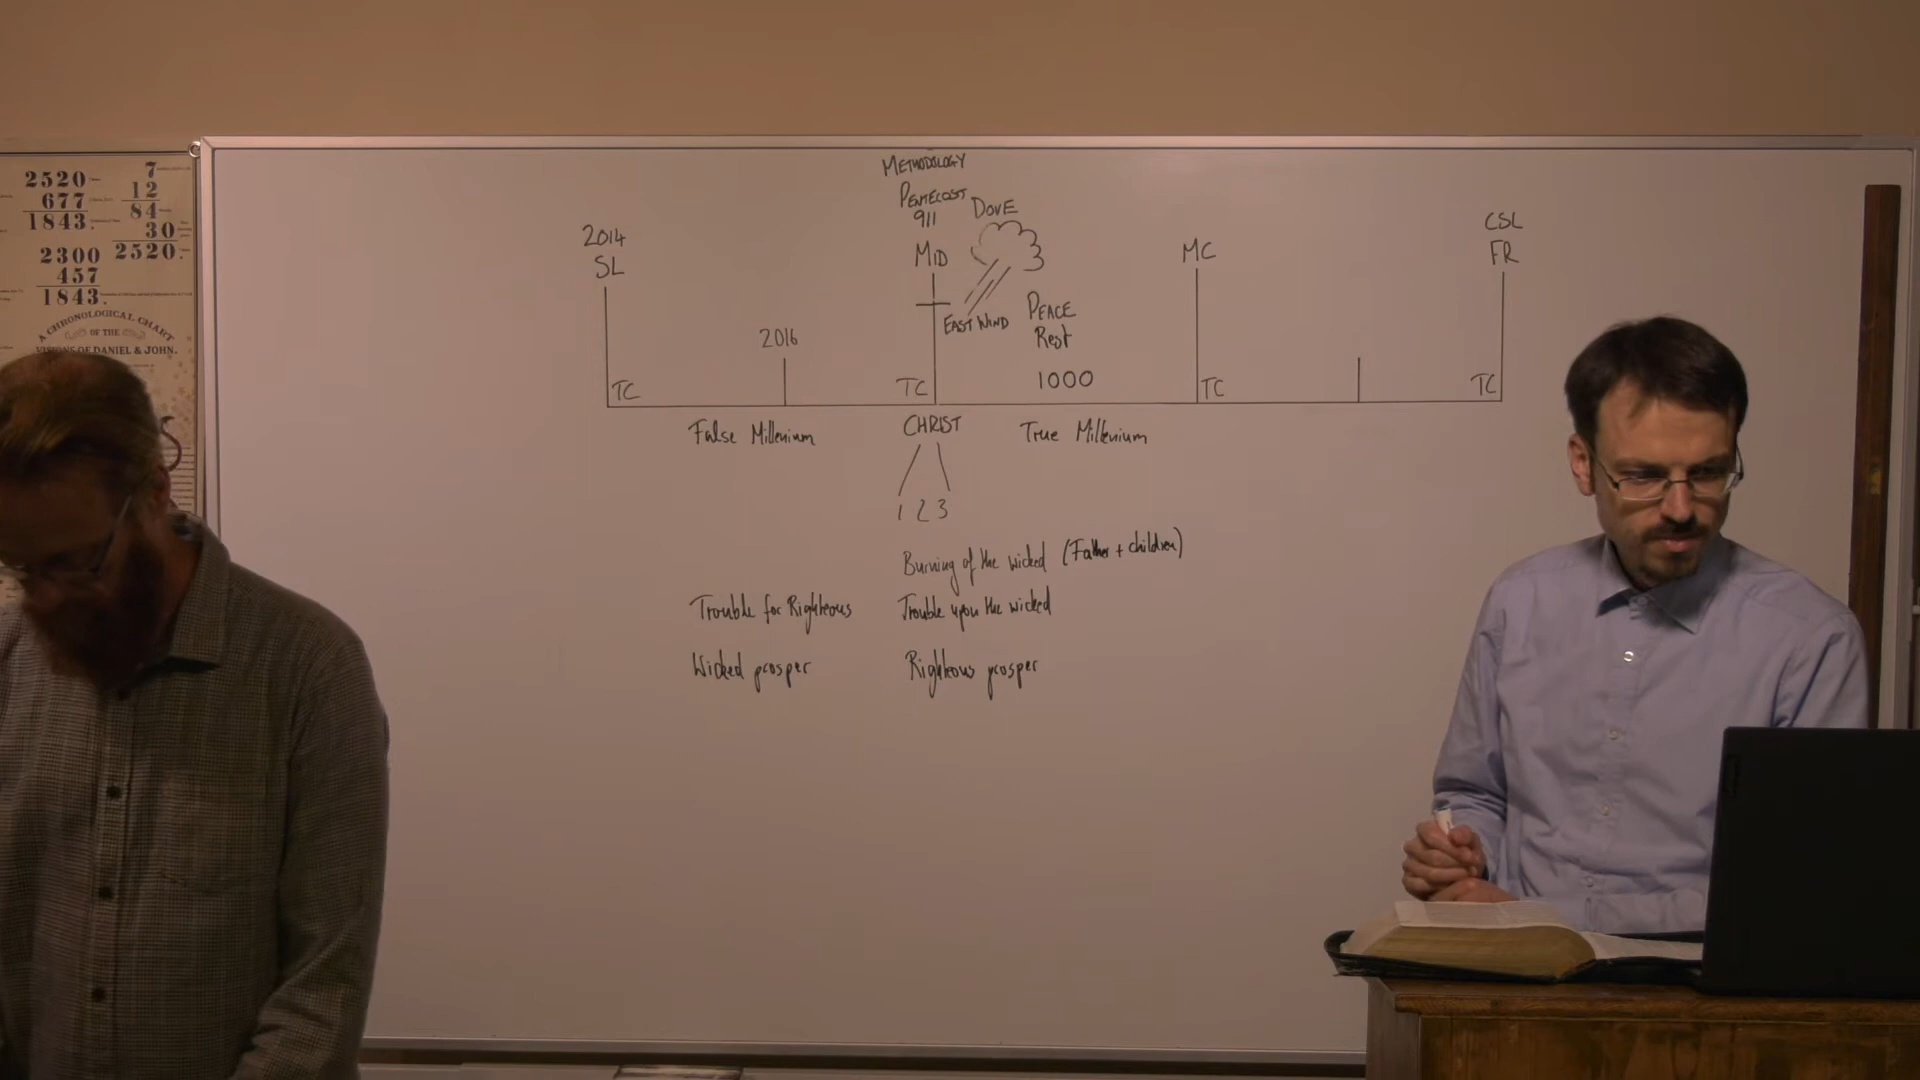 2520
677
1843.
7
12
84
30
2520.
2300
457
1843.
A CHRONOLOGICAL CHART
OF THE
VISIONS OF DANIEL & JOHN.
METHODOLOGY
PENTECOST
911
MID
DOVE
2014
SL
MC
CSL
FR
EAST WIND
PEACE
Rest
2016
1000
TC
TC
TC
TC
False Millenium
CHRIST
True Millenium
1 2 3
Burning of the wicked (Father + children)
Trouble for Righteous
Trouble upon the wicked
Wicked prosper
Righteous prosper